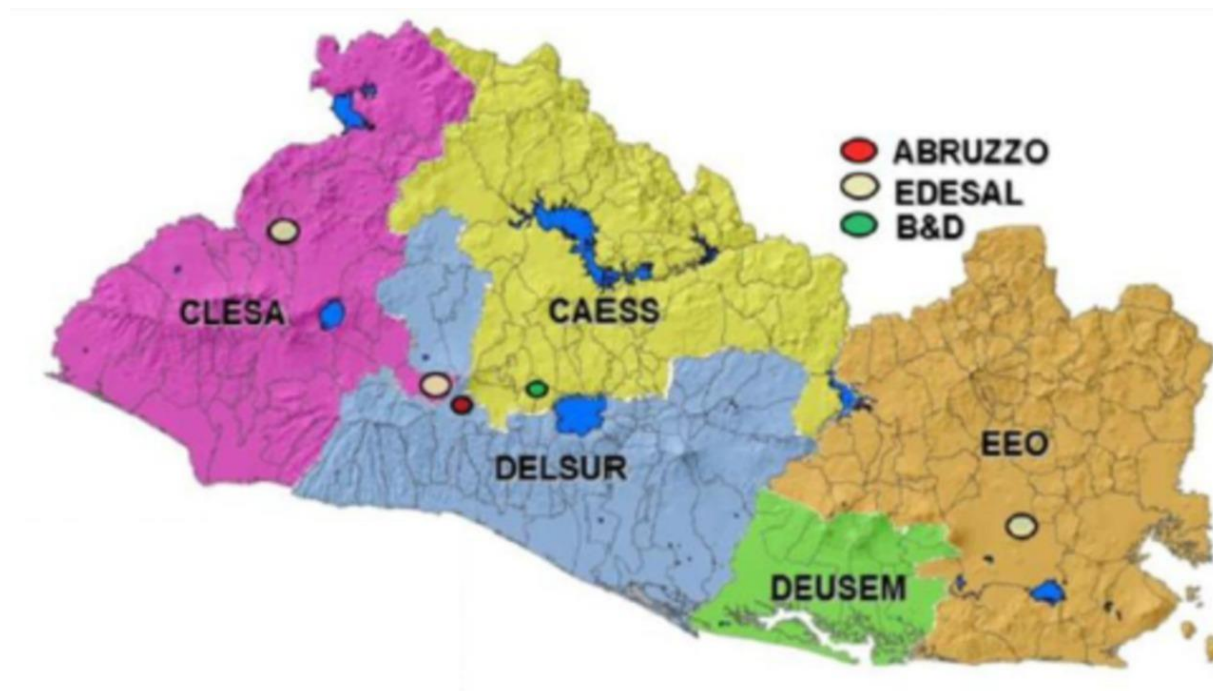 ABRUZZO
EDESAL
B&D
CLESA
CAESS
DELSUR
EEO
DEUSEM